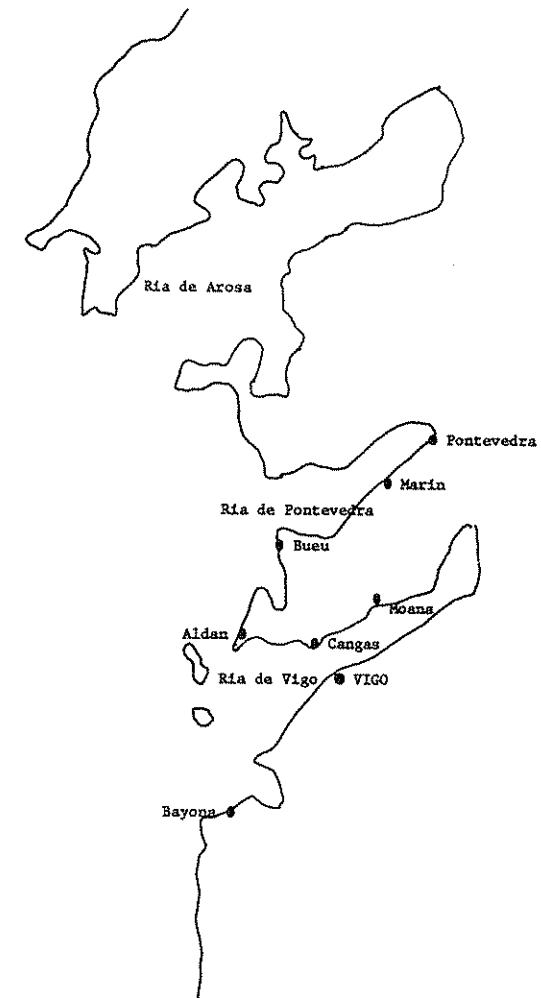 Ria de Arosa
Pontevedra
Marin
Ria de Pontevedra
Bueu
Moana
Aldan
Cangas
Ria de Vigo
VIGO
Bayona